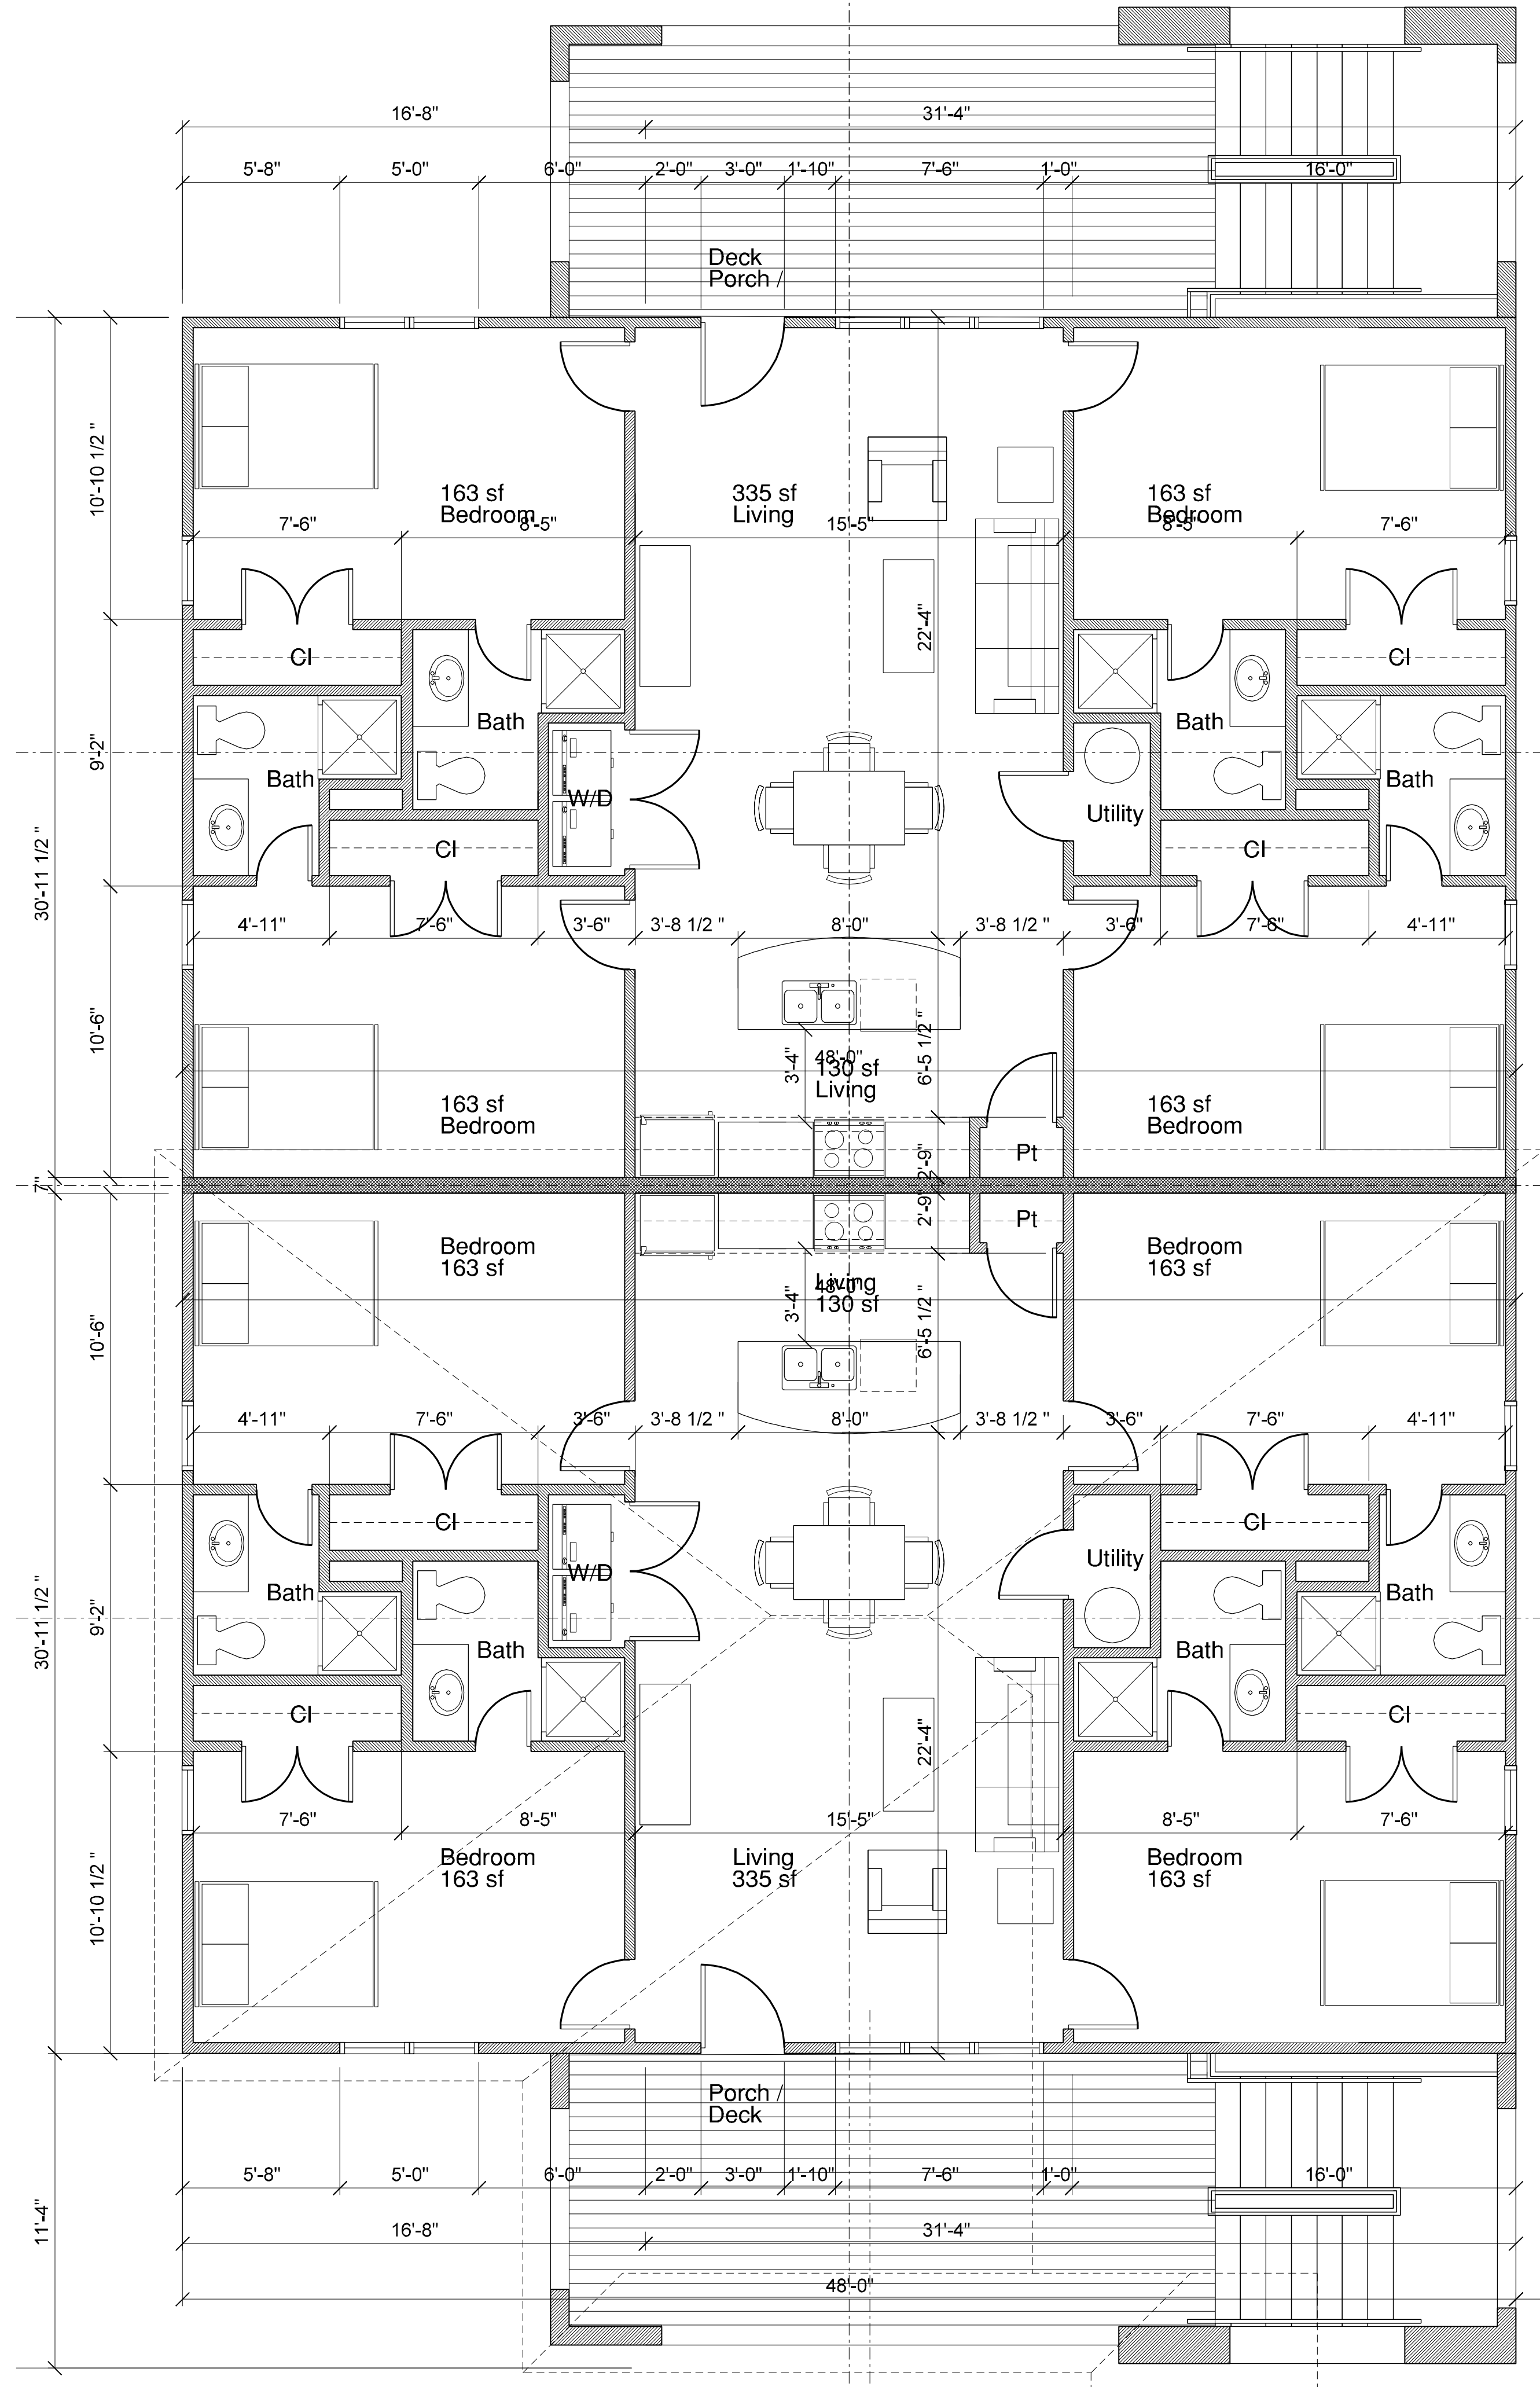 16'-8"
31'-4"
5'-8"
5'-0"
6'-0"
2'-0"
3'-0"
1'-10"
7'-6"
1'-0"
16'-0"
Deck
Porch /
10'-10 1/2 "
163 sf
Bedroom
335 sf
Living
163 sf
Bedroom
7'-6"
8'-5"
15'-5"
8'-5"
7'-6"
22'-4"
Cl
Cl
Bath
Bath
9'-2"
Bath
Bath
W/D
Utility
30'-11 1/2 "
Cl
Cl
4'-11"
7'-6"
3'-6"
3'-8 1/2 "
8'-0"
3'-8 1/2 "
3'-6"
7'-6"
4'-11"
10'-6"
3'-4"
48'-0"
130 sf
Living
6'-5 1/2 "
163 sf
Bedroom
163 sf
Bedroom
Pt
2'-9"
7"
2'-9"
Pt
Bedroom
163 sf
Bedroom
163 sf
Living
48'-0"
130 sf
3'-4"
6'-5 1/2 "
10'-6"
4'-11"
7'-6"
3'-6"
3'-8 1/2 "
8'-0"
3'-8 1/2 "
3'-6"
7'-6"
4'-11"
Cl
Cl
W/D
Utility
Bath
Bath
30'-11 1/2 "
9'-2"
Bath
Bath
Cl
Cl
22'-4"
7'-6"
8'-5"
15'-5"
8'-5"
7'-6"
10'-10 1/2 "
Bedroom
163 sf
Living
335 sf
Bedroom
163 sf
Porch /
Deck
5'-8"
5'-0"
6'-0"
2'-0"
3'-0"
1'-10"
7'-6"
1'-0"
16'-0"
11'-4"
16'-8"
31'-4"
48'-0"